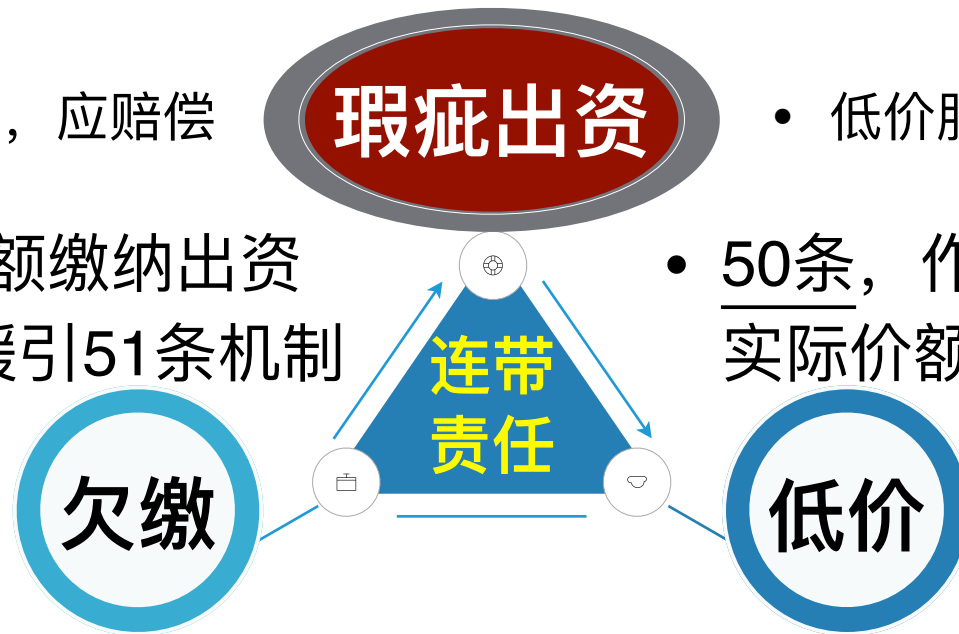 瑕疵出资
，应赔偿
额缴纳出资
援引51条机制
欠缴
连带
责任
• 低价
• 50条，作
实际价额
低价